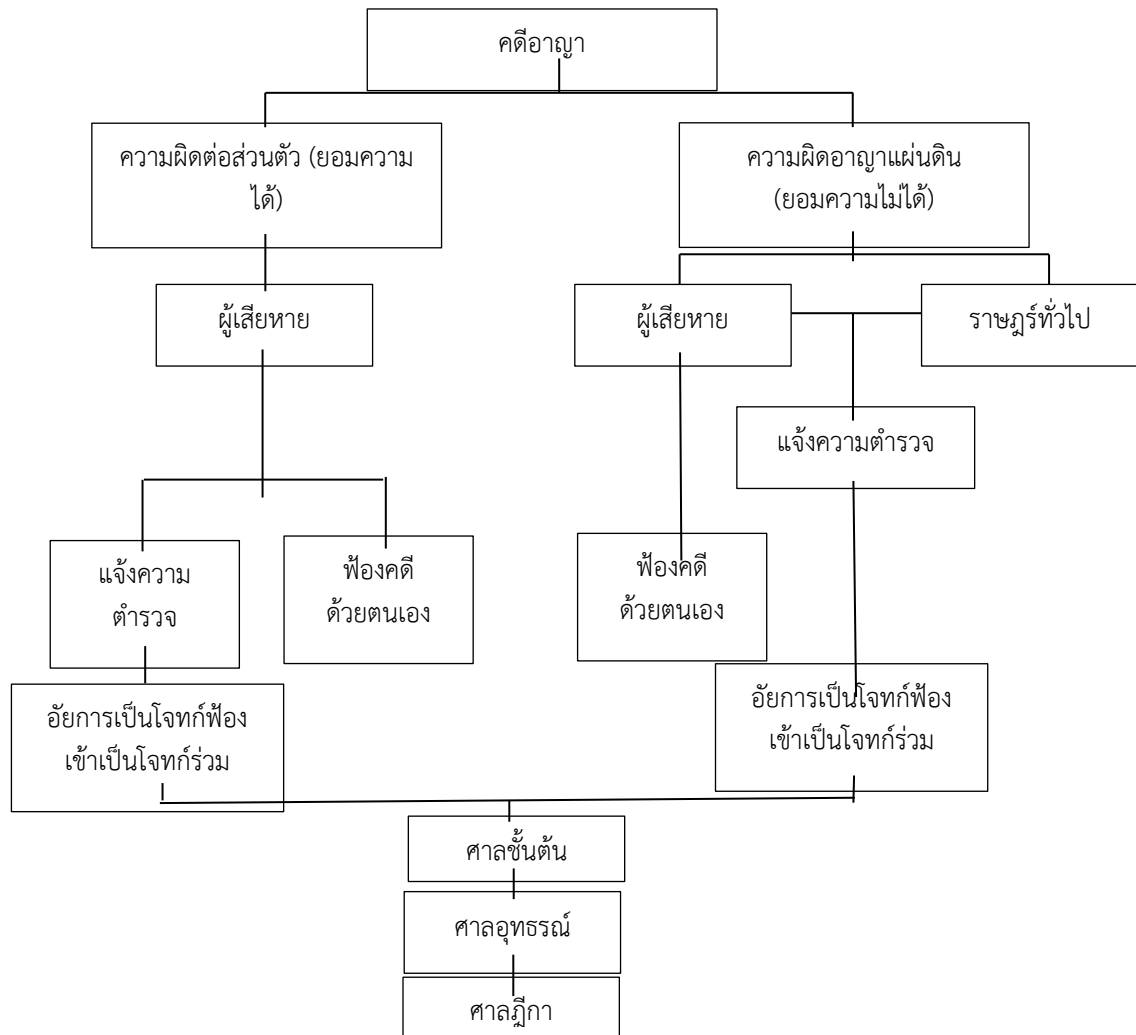 คดีอาญา
ความผิดต่อส่วนตัว (ยอมความ
ได้)
ความผิดอาญาแผ่นดิน
(ยอมความไม่ได้)
ผู้เสียหาย
ผู้เสียหาย
ราษฎร์ทั่วไป
แจ้งความตำรวจ
แจ้งความ
ตำรวจ
ฟ้องคดี
ด้วยตนเอง
ฟ้องคดี
ด้วยตนเอง
อัยการเป็นโจทก์ฟ้อง
เข้าเป็นโจทก์ร่วม
อัยการเป็นโจทก์ฟ้อง
เข้าเป็นโจทก์ร่วม
ศาลชั้นต้น
ศาลอุทธรณ์
ศาลฎีกา